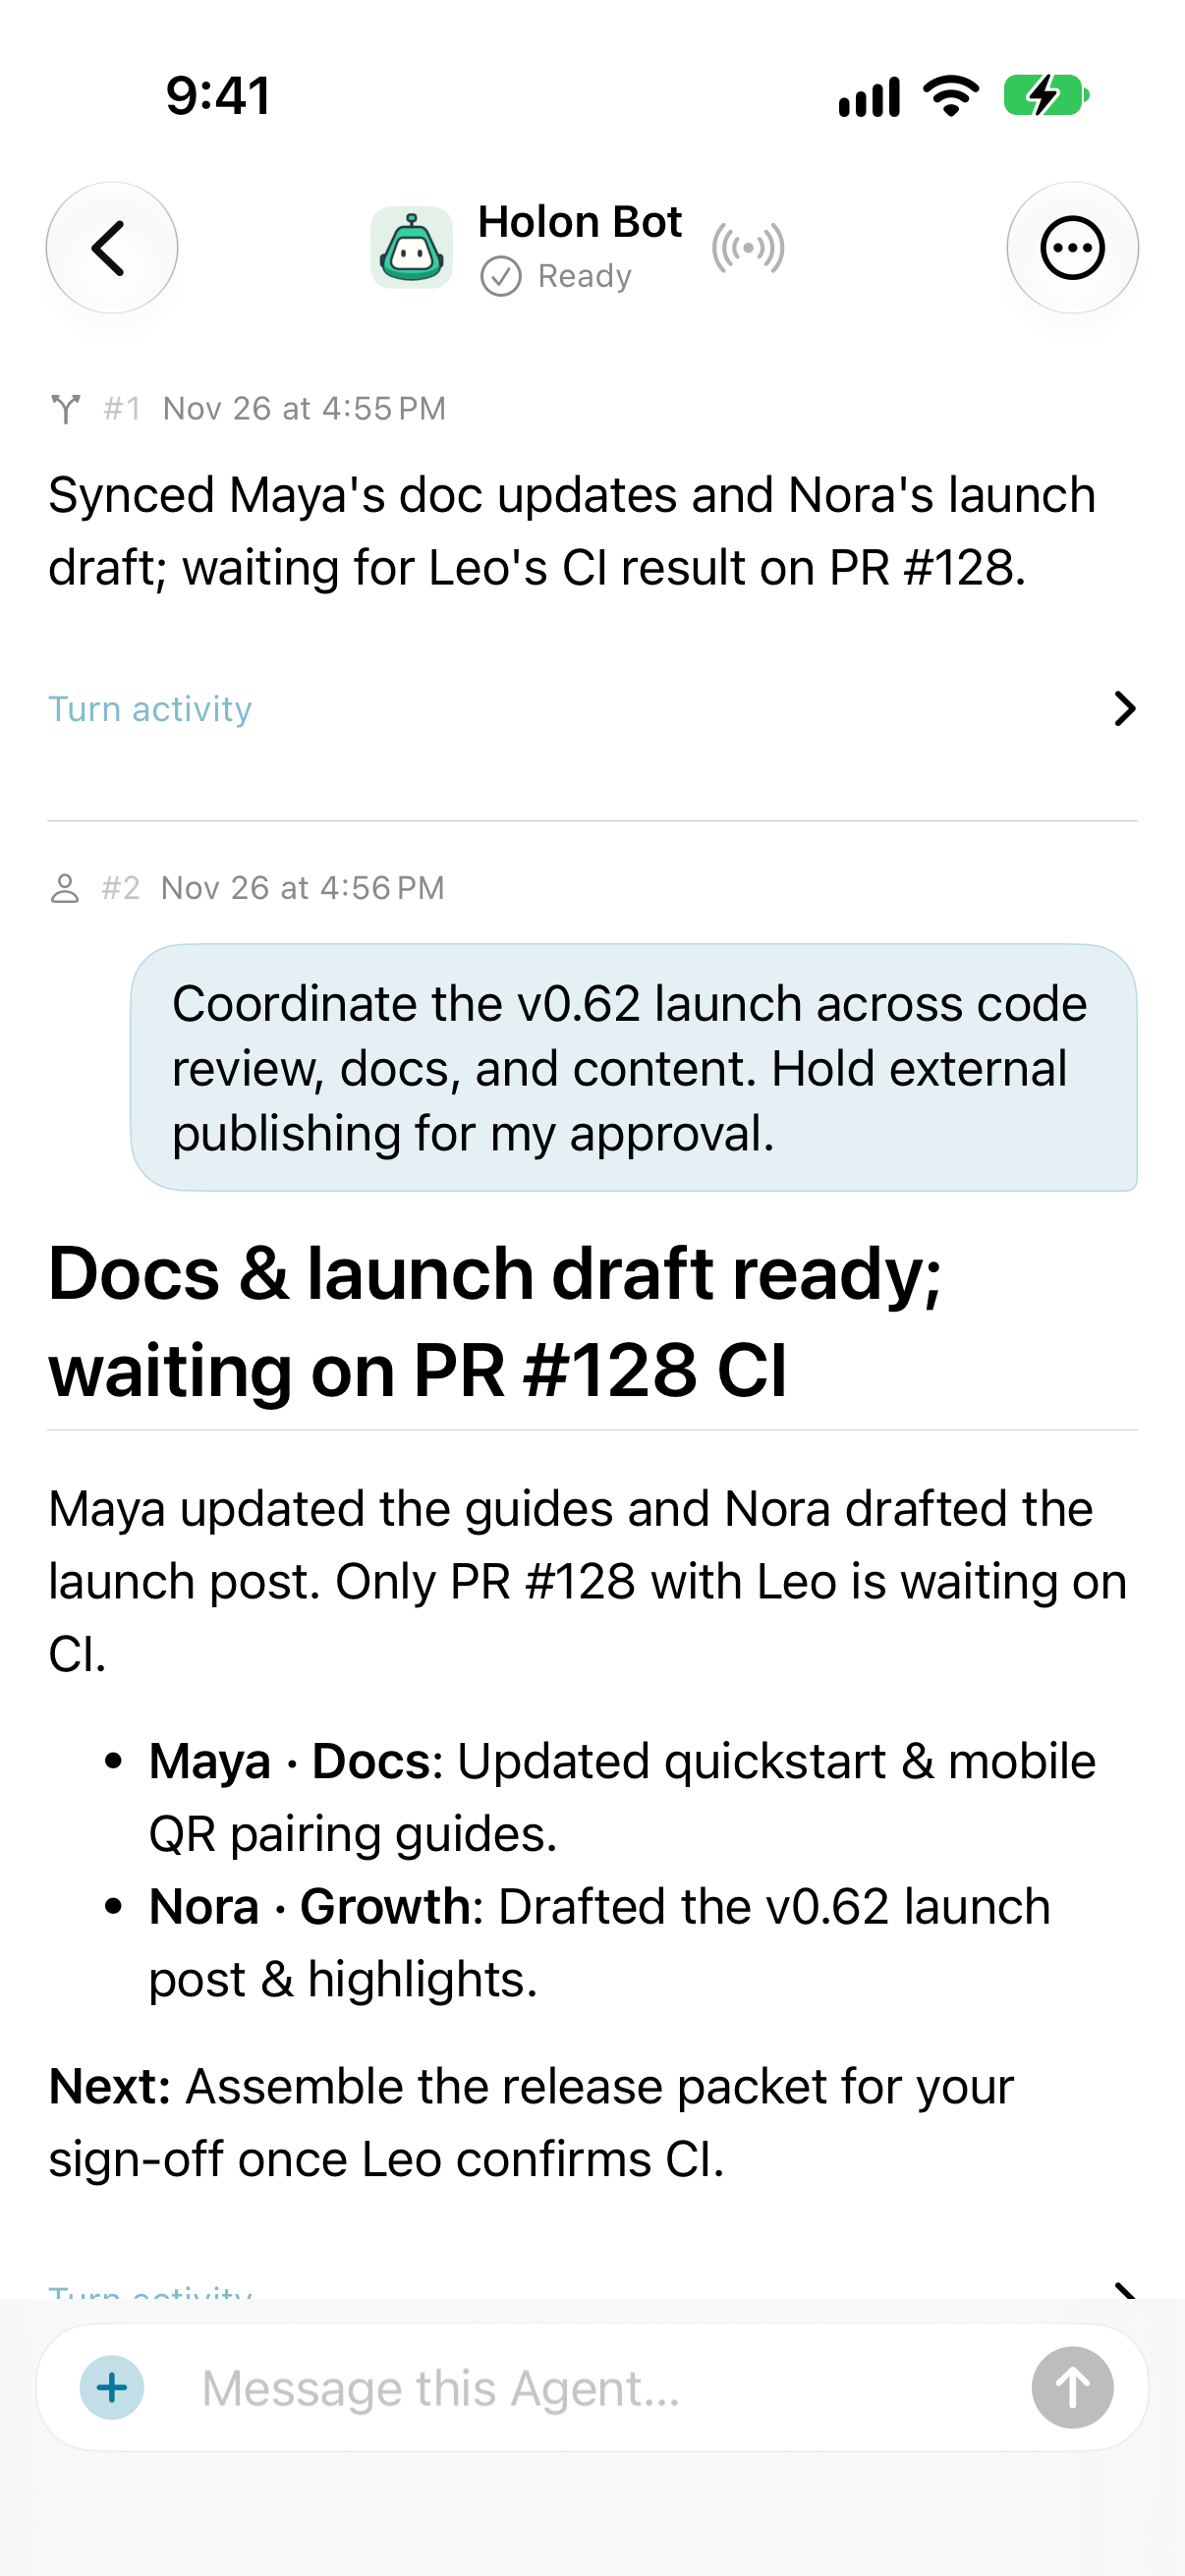 9:41
Holon Bot
Ready
#1 Nov 26 at 4:55 PM
Synced Maya's doc updates and Nora's launch
draft; waiting for Leo's CI result on PR #128.
Turn activity
#2 Nov 26 at 4:56 PM
Coordinate the v0.62 launch across code
review, docs, and content. Hold external
publishing for my approval.
Docs & launch draft ready;
waiting on PR #128 CI
Maya updated the guides and Nora drafted the
launch post. Only PR #128 with Leo is waiting on
CI.
• Maya · Docs: Updated quickstart & mobile
QR pairing guides.
• Nora · Growth: Drafted the v0.62 launch
post & highlights.
Next: Assemble the release packet for your
sign-off once Leo confirms CI.
Turn activity
Message this Agent...